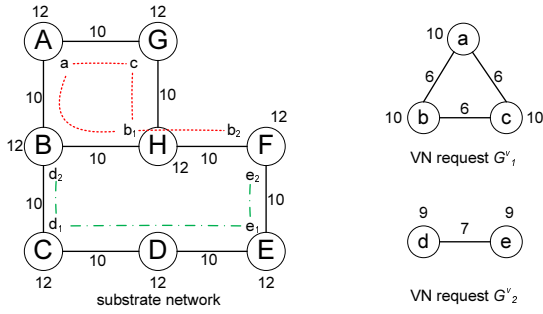 12 12
A 10 G
a c
10 10
b₁ b₂ 12
12 B 10 H 10 F
12
d₂ e₂
10 10
d₁ e₁
C 10 D 10 E
12 12 12
substrate network
10 a
6 6
10 b 6 c 10
VN request Gᵛ₁
9 9
d 7 e
VN request Gᵛ₂